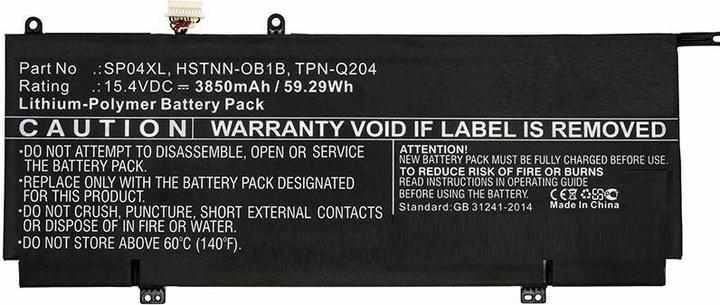 Part No .: SP04XL, HSTNN-OB1B, TPN-Q204
Rating .: 15.4VDC ⎓ 3850mAh / 59.29Wh
Lithium-Polymer Battery Pack
CAUTION WARRANTY VOID IF LABEL IS REMOVED
•DO NOT ATTEMPT TO DISASSEMBLE, OPEN OR SERVICE
THE BATTERY PACK.
•REPLACE ONLY WITH THE BATTERY PACK DESIGNATED
FOR THIS PRODUCT.
•DO NOT CRUSH, PUNCTURE, SHORT EXTERNAL CONTACTS
OR DISPOSE OF IN FIRE OR WATER.
•DO NOT STORE ABOVE 60°C (140°F).
ATTENTION!
NEW BATTERY PACK MUST BE FULLY CHARGED BEFORE USE.
TO REDUCE RISK OF FIRE OR BURNS
READ INSTRUCTIONS IN OPERATING GUIDE
BEFORE BEGINNING OPERATION.
Standard:GB 31241-2014
CE
Made In China